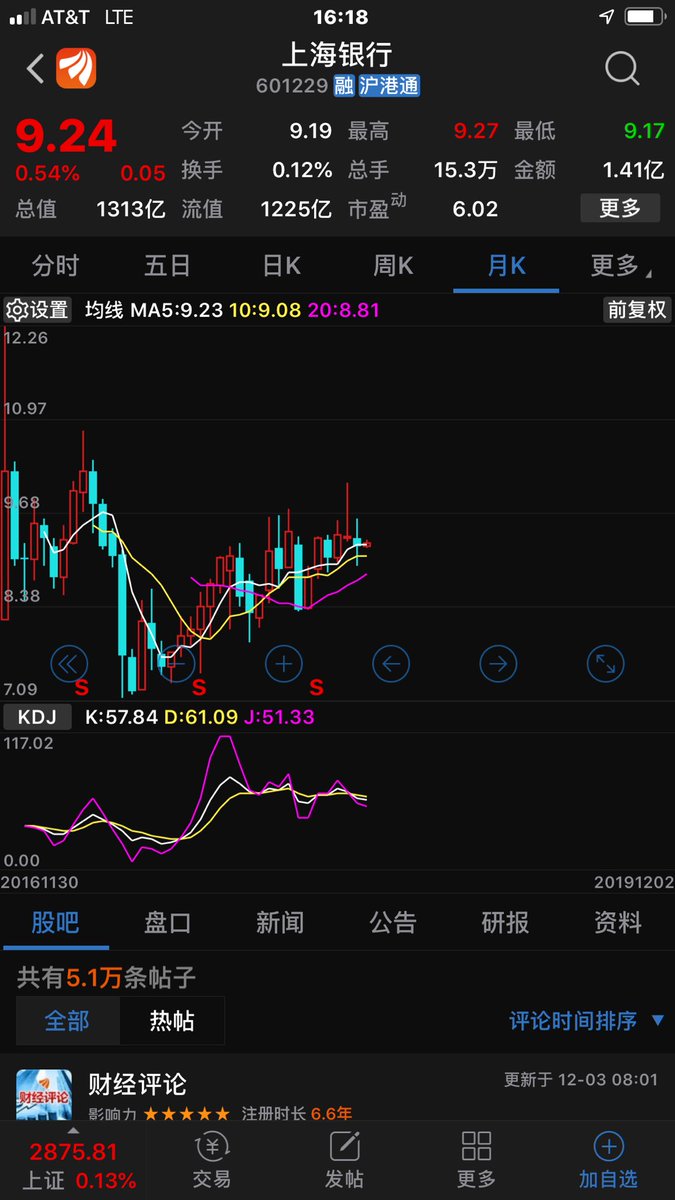 AT&T LTE 16:18
上海银行
601229 融 沪港通
9.24 今开 9.19 最高 9.27 最低 9.17
0.54% 0.05 换手 0.12% 总手 15.3万 金额 1.41亿
总值 1313亿 流值 1225亿 市盈动 6.02 更多
分时 五日 日K 周K 月K 更多
设置 均线 MA5:9.23 10:9.08 20:8.81 前复权
12.26
10.97
9.68
8.38
7.09 S S S
KDJ K:57.84 D:61.09 J:51.33
117.02
0.00
20161130 20191202
股吧 盘口 新闻 公告 研报 资料
共有5.1万条帖子
全部 热帖 评论时间排序
财经评论 财经评论 更新于 12-03 08:01
影响力 ★★★★★ 注册时长 6.6年
2875.81
上证 0.13% 交易 发帖 更多 加自选